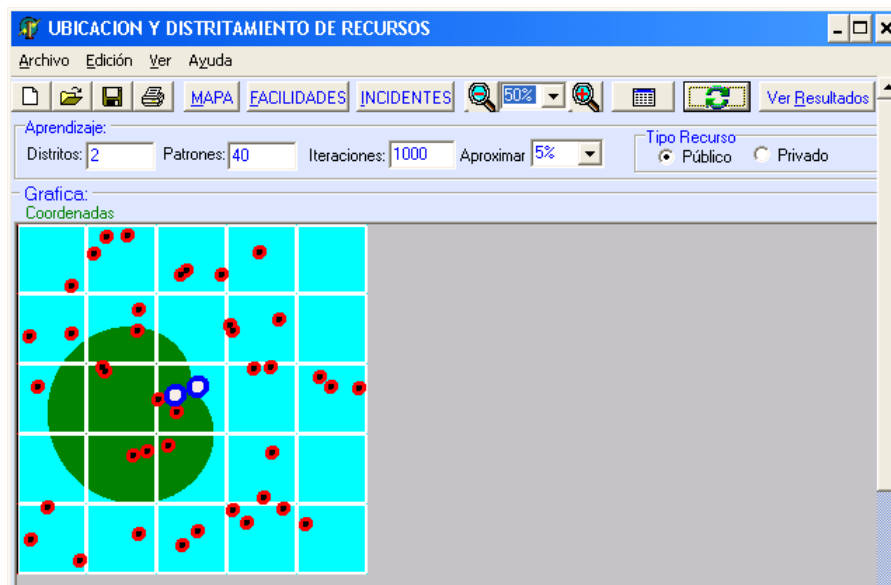 UBICACION Y DISTRITAMIENTO DE RECURSOS
Archivo Edición Ver Ayuda
MAPA FACILIDADES INCIDENTES 50% Ver Resultados
Aprendizaje:
Distritos: 2 Patrones: 40 Iteraciones: 1000 Aproximar 5% Tipo Recurso
Público Privado
Grafica:
Coordenadas